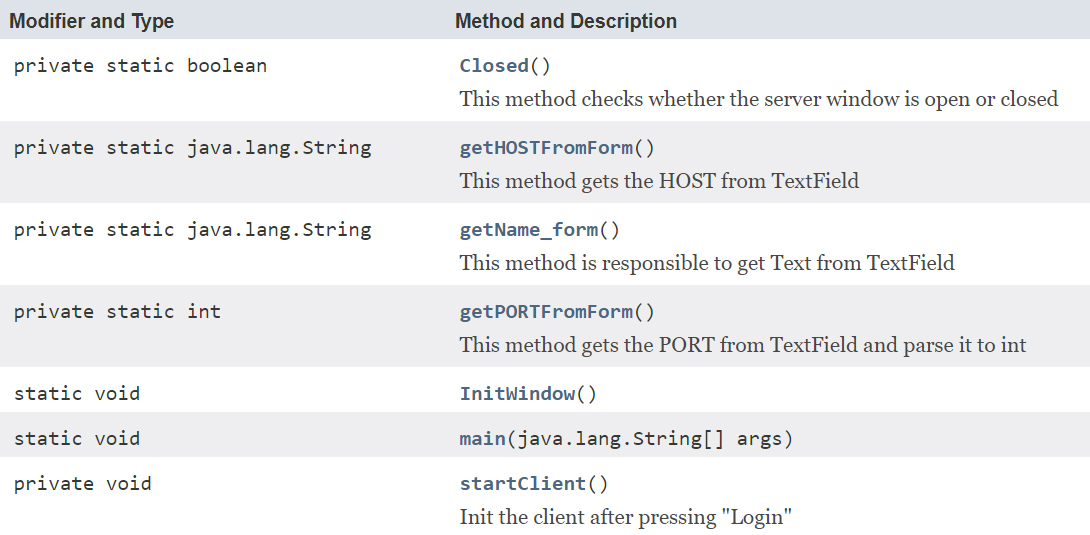 Modifier and Type Method and Description
private static boolean Closed()
This method checks whether the server window is open or closed
private static java.lang.String getHOSTFromForm()
This method gets the HOST from TextField
private static java.lang.String getName_form()
This method is responsible to get Text from TextField
private static int getPORTFromForm()
This method gets the PORT from TextField and parse it to int
static void InitWindow()
static void main(java.lang.String[] args)
private void startClient()
Init the client after pressing "Login"